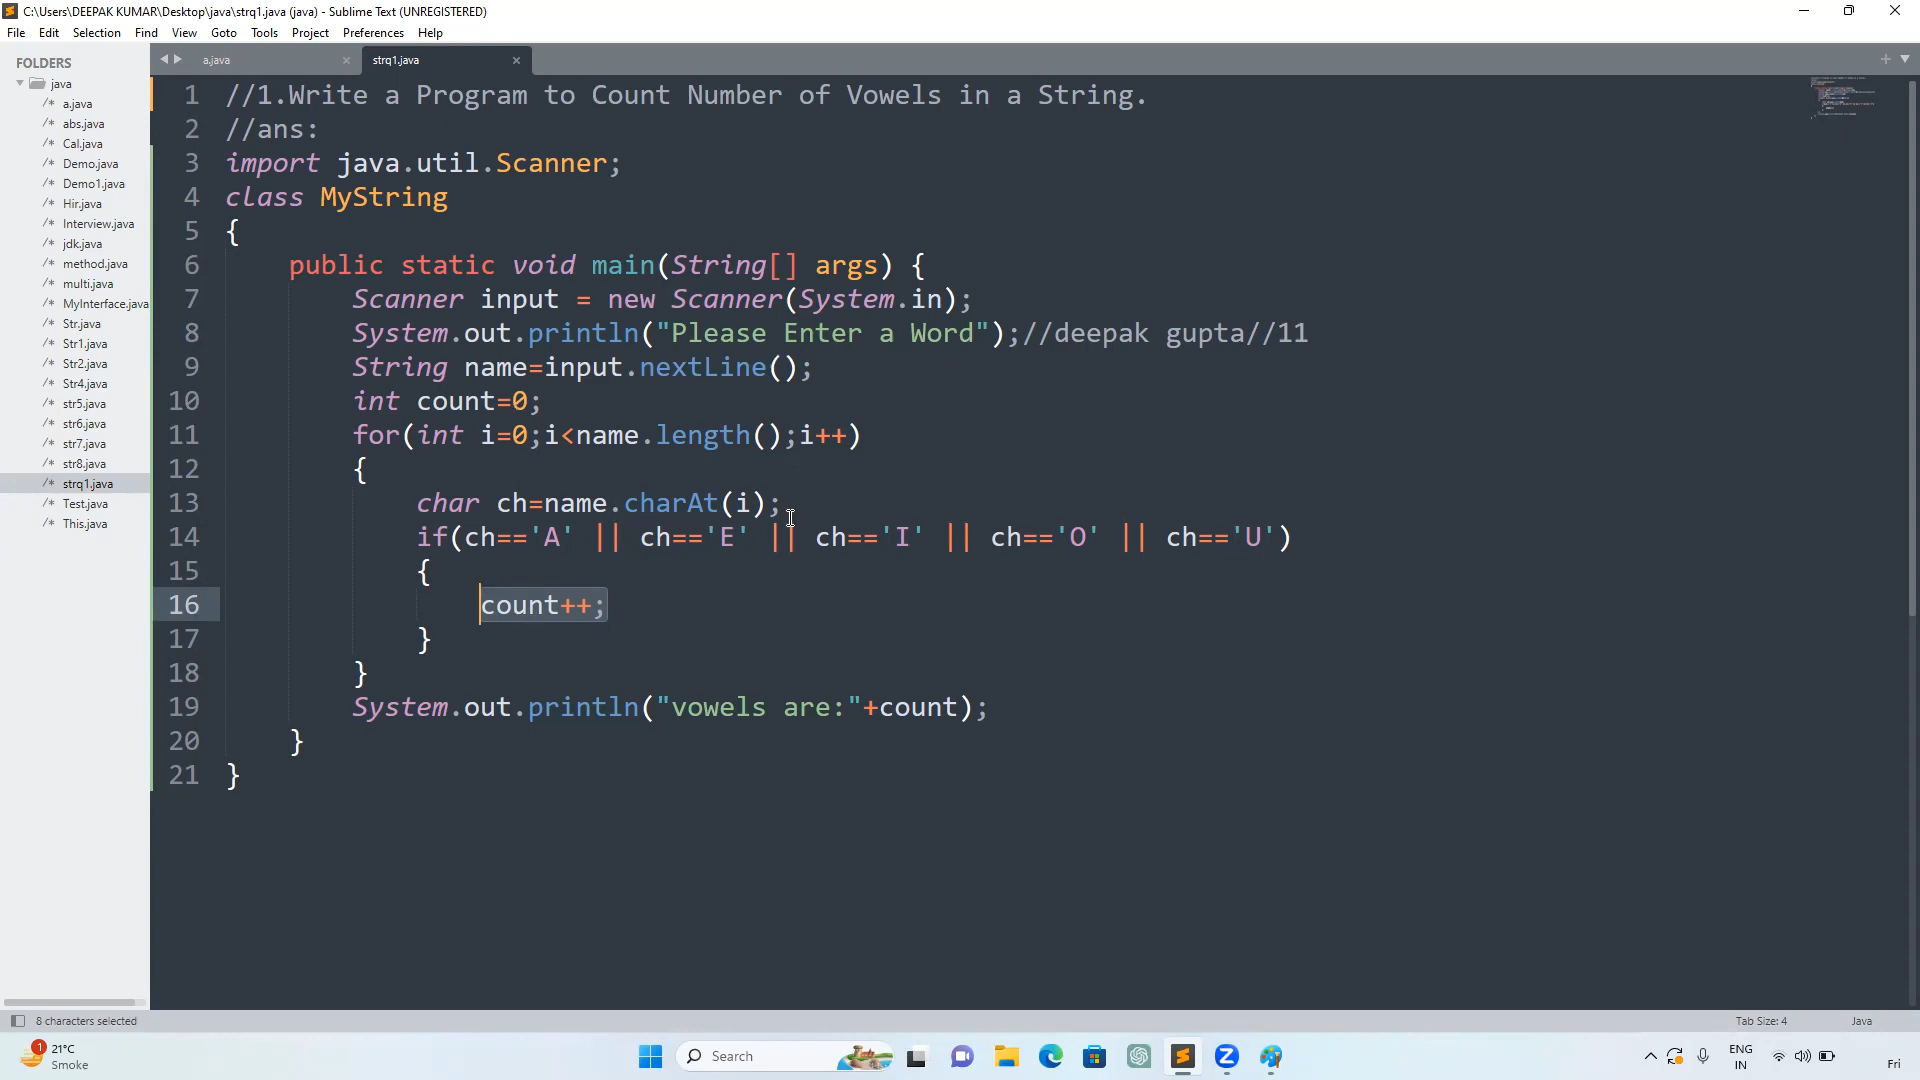 C:\Users\DEEPAK KUMAR\Desktop\java\strq1.java (java) - Sublime Text (UNREGISTERED)
File Edit Selection Find View Goto Tools Project Preferences Help
FOLDERS
java
a.java
abs.java
Cal.java
Demo.java
Demo1.java
Hir.java
Interview.java
jdk.java
method.java
multi.java
MyInterface.java
Str.java
Str1.java
Str2.java
Str4.java
str5.java
str6.java
str7.java
str8.java
strq1.java
Test.java
This.java
a.java strq1.java
1 //1.Write a Program to Count Number of Vowels in a String.
2 //ans:
3 import java.util.Scanner;
4 class MyString
5 {
6 public static void main(String[] args) {
7 Scanner input = new Scanner(System.in);
8 System.out.println("Please Enter a Word");//deepak gupta//11
9 String name=input.nextLine();
10 int count=0;
11 for(int i=0;i<name.length();i++)
12 {
13 char ch=name.charAt(i);
14 if(ch=='A' || ch=='E' || ch=='I' || ch=='O' || ch=='U')
15 {
16 count++;
17 }
18 }
19 System.out.println("vowels are:"+count);
20 }
21 }
8 characters selected Tab Size: 4 Java
1 21°C
Smoke
Search
ENG
IN
Fri